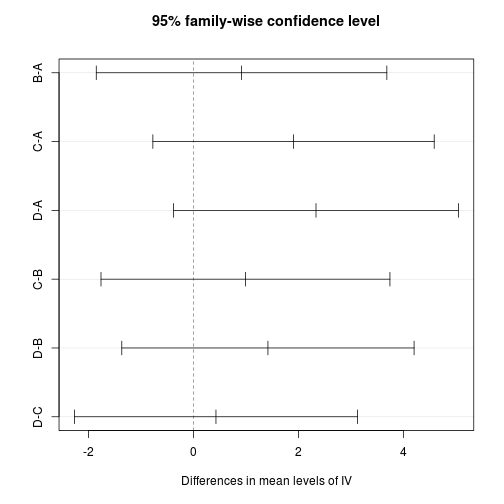 95% family-wise confidence level
B-A
C-A
D-A
C-B
D-B
D-C
-2 0 2 4
Differences in mean levels of IV